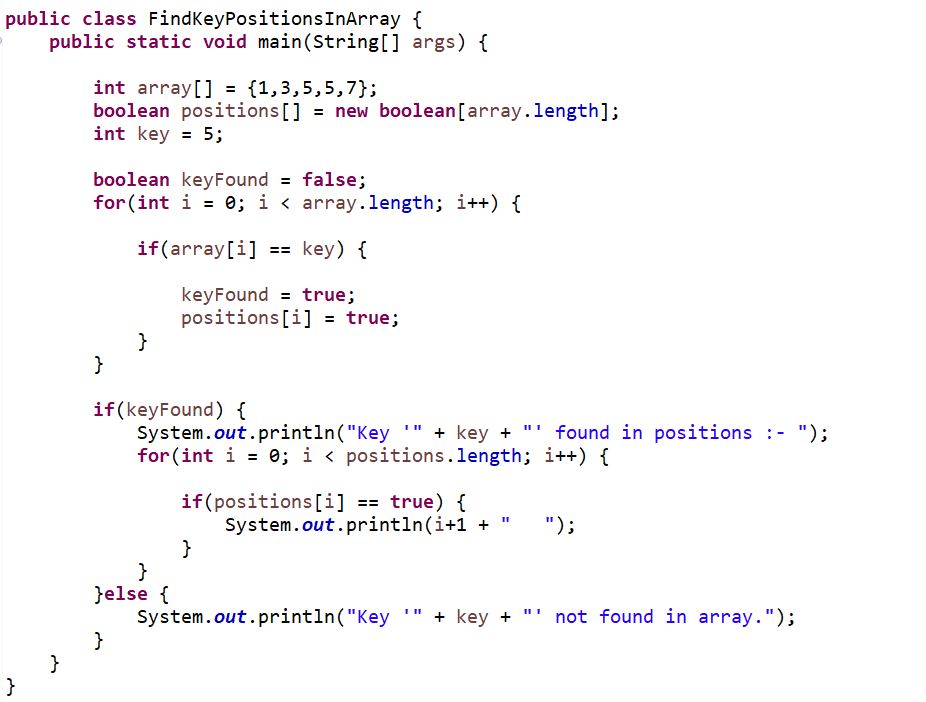 public class FindKeyPositionsInArray {
    public static void main(String[] args) {

        int array[] = {1,3,5,5,7};
        boolean positions[] = new boolean[array.length];
        int key = 5;

        boolean keyFound = false;
        for(int i = 0; i < array.length; i++) {

            if(array[i] == key) {

                keyFound = true;
                positions[i] = true;
            }
        }

        if(keyFound) {
            System.out.println("Key '" + key + "' found in positions :- ");
            for(int i = 0; i < positions.length; i++) {

                if(positions[i] == true) {
                    System.out.println(i+1 + "   ");
                }
            }
        }else {
            System.out.println("Key '" + key + "' not found in array.");
        }
    }
}